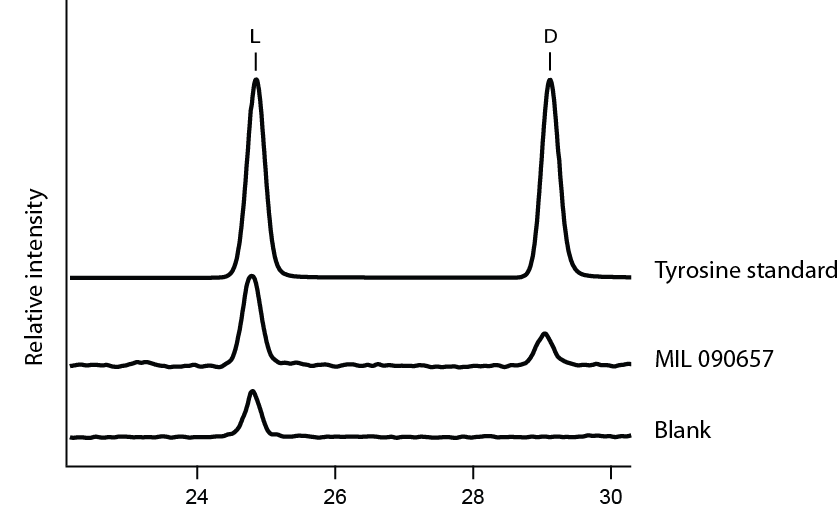 L
D
Relative intensity
Tyrosine standard
MIL 090657
Blank
24
26
28
30